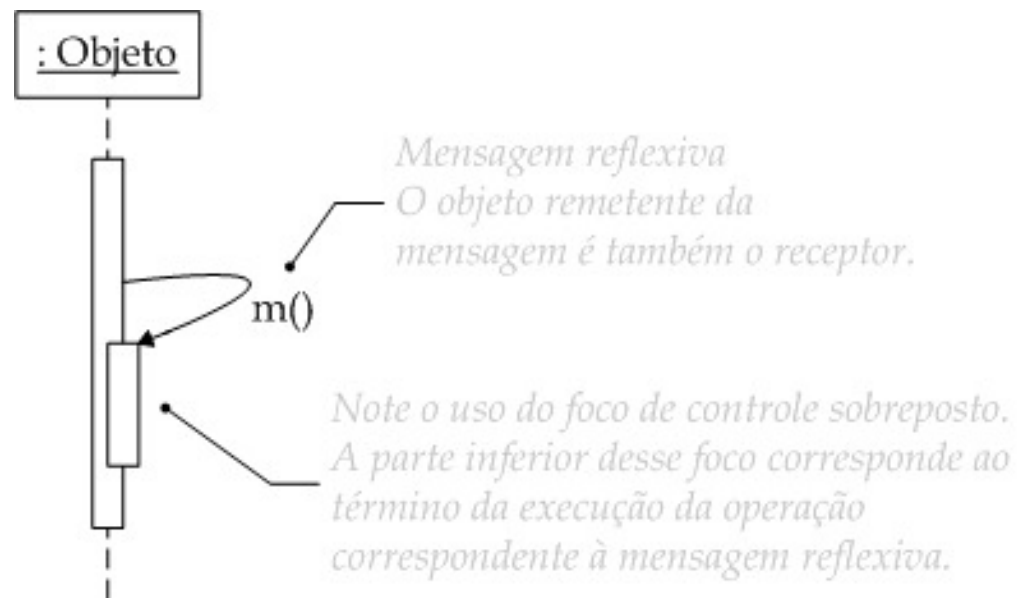 : Objeto
Mensagem reflexiva
O objeto remetente da
mensagem é também o receptor.
m()
Note o uso do foco de controle sobreposto.
A parte inferior desse foco corresponde ao
término da execução da operação
correspondente à mensagem reflexiva.